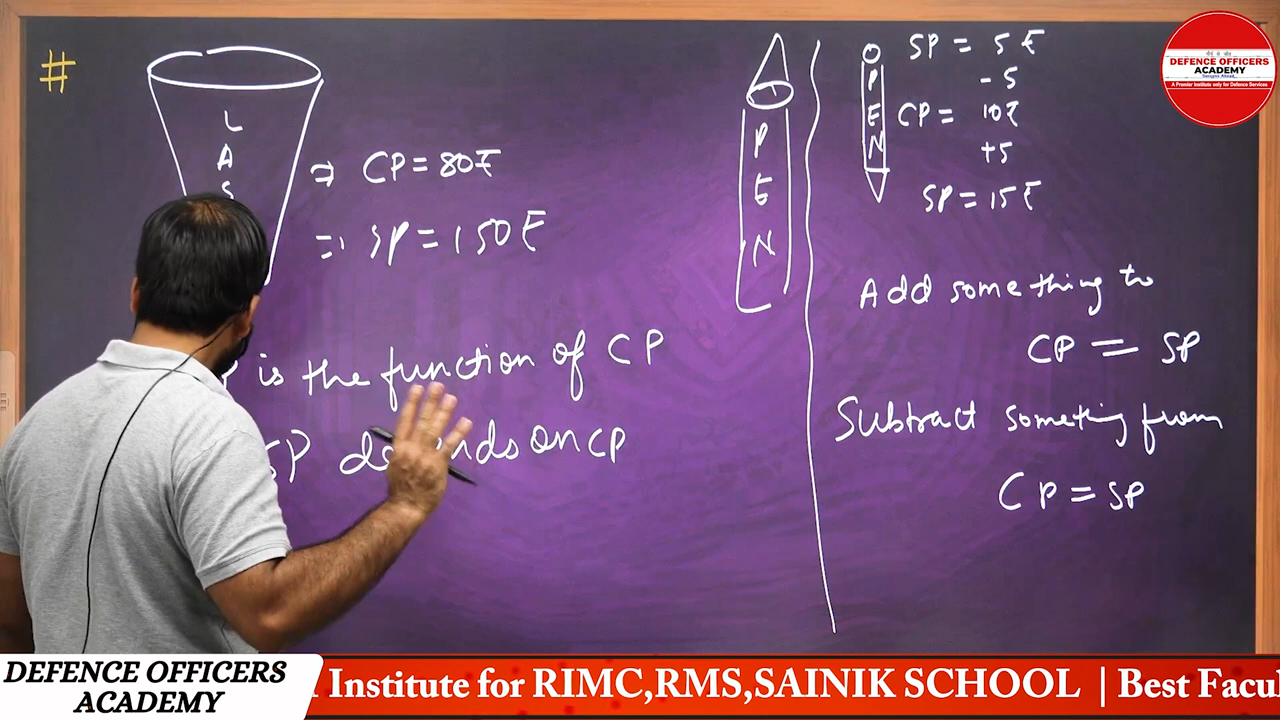 #
L
A
S
⇒ CP = 80₹
⇒ SP = 150₹
is the function of CP
SP on CP
P
E
N
O
P
E
N
SP = 5₹
- 5
CP = 10₹
+5
SP = 15₹
Add something to
CP = SP
Subtract someting from
CP = SP
DEFENCE OFFICERS
ACADEMY
A Premier Institute only for Defence Services
DEFENCE OFFICERS
ACADEMY
Institute for RIMC,RMS,SAINIK SCHOOL | Best Facul